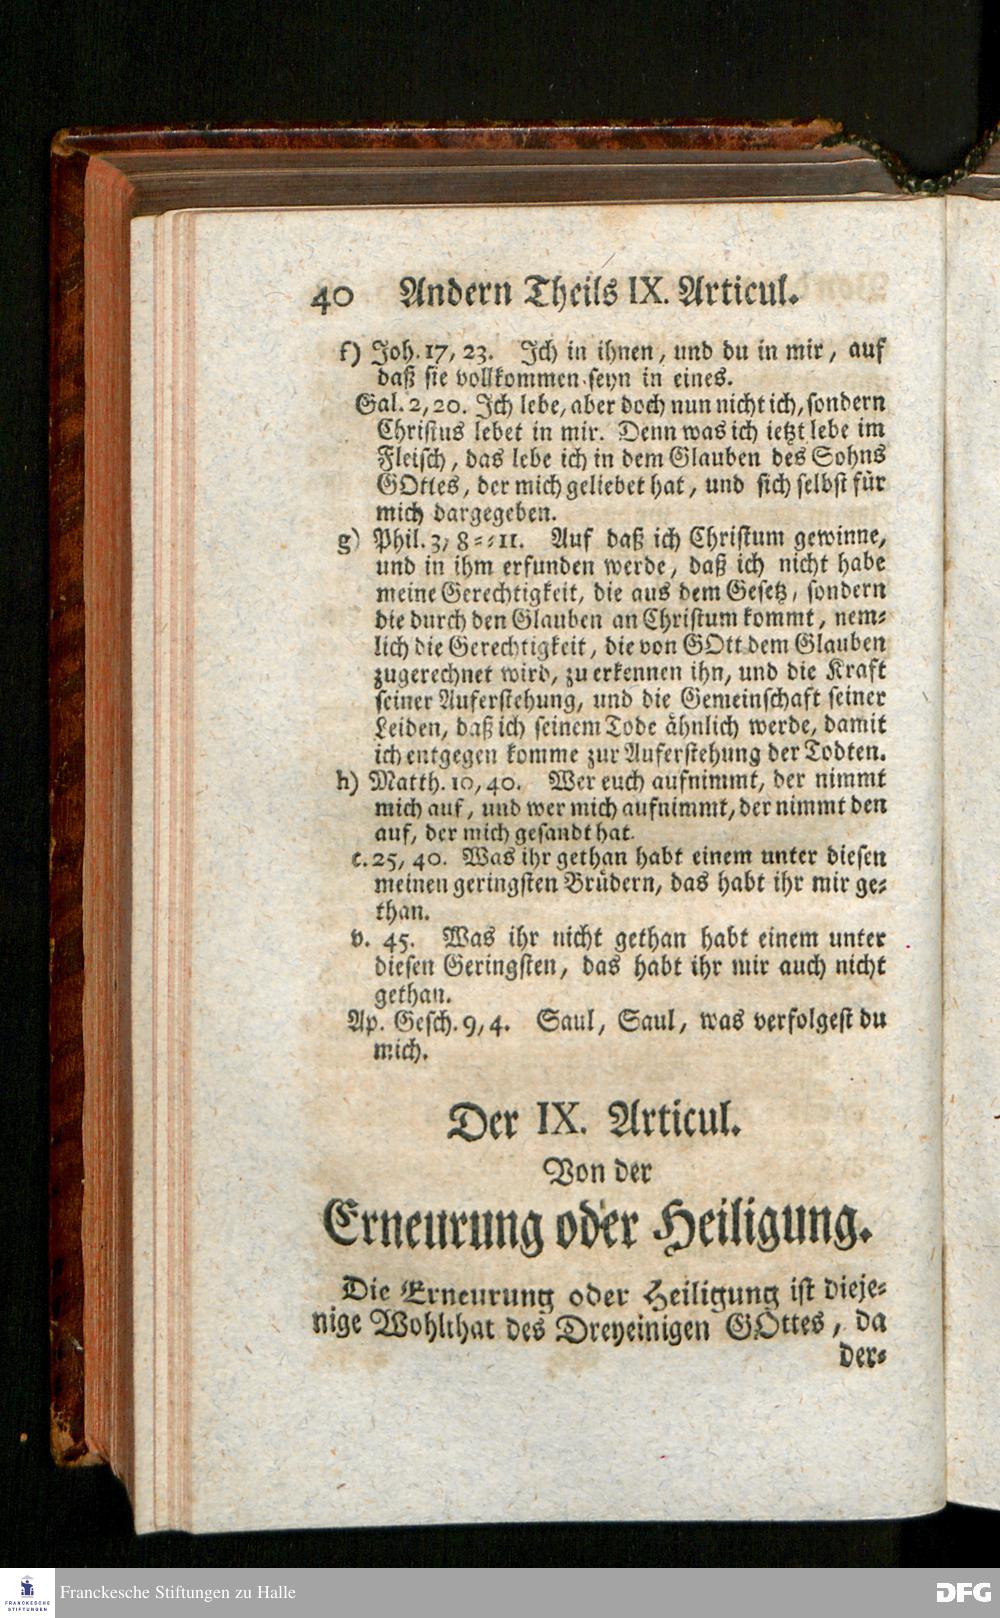 40 Andern Theils IX. Articul.
f) Joh. 17, 23. Ich in ihnen, und du in mir, auf
daß sie vollkommen seyn in eines.
Gal. 2, 20. Ich lebe, aber doch nun nicht ich, sondern
Christus lebet in mir. Denn was ich ietzt lebe im
Fleisch, das lebe ich in dem Glauben des Sohns
GOttes, der mich geliebet hat, und sich selbst für
mich dargegeben.
g) Phil. 3, 8 = = 11. Auf daß ich Christum gewinne,
und in ihm erfunden werde, daß ich nicht habe
meine Gerechtigkeit, die aus dem Gesetz, sondern
die durch den Glauben an Christum kommt, nem=
lich die Gerechtigkeit, die von GOtt dem Glauben
zugerechnet wird, zu erkennen ihn, und die Kraft
seiner Auferstehung, und die Gemeinschaft seiner
Leiden, daß ich seinem Tode ähnlich werde, damit
ich entgegen komme zur Auferstehung der Todten.
h) Matth. 10, 40. Wer euch aufnimmt, der nimmt
mich auf, und wer mich aufnimmt, der nimmt den
auf, der mich gesandt hat.
c. 25, 40. Was ihr gethan habt einem unter diesen
meinen geringsten Brüdern, das habt ihr mir ge=
than.
v. 45. Was ihr nicht gethan habt einem unter
diesen Geringsten, das habt ihr mir auch nicht
gethan.
Ap. Gesch. 9, 4. Saul, Saul, was verfolgest du
mich.
Der IX. Articul.
Von der
Erneurung oder Heiligung.
Die Erneurung oder Heiligung ist dieje=
nige Wohlthat des Dreyeinigen GOttes, da
der=
FRANCKESCHE
STIFTUNGEN
Franckesche Stiftungen zu Halle
DFG